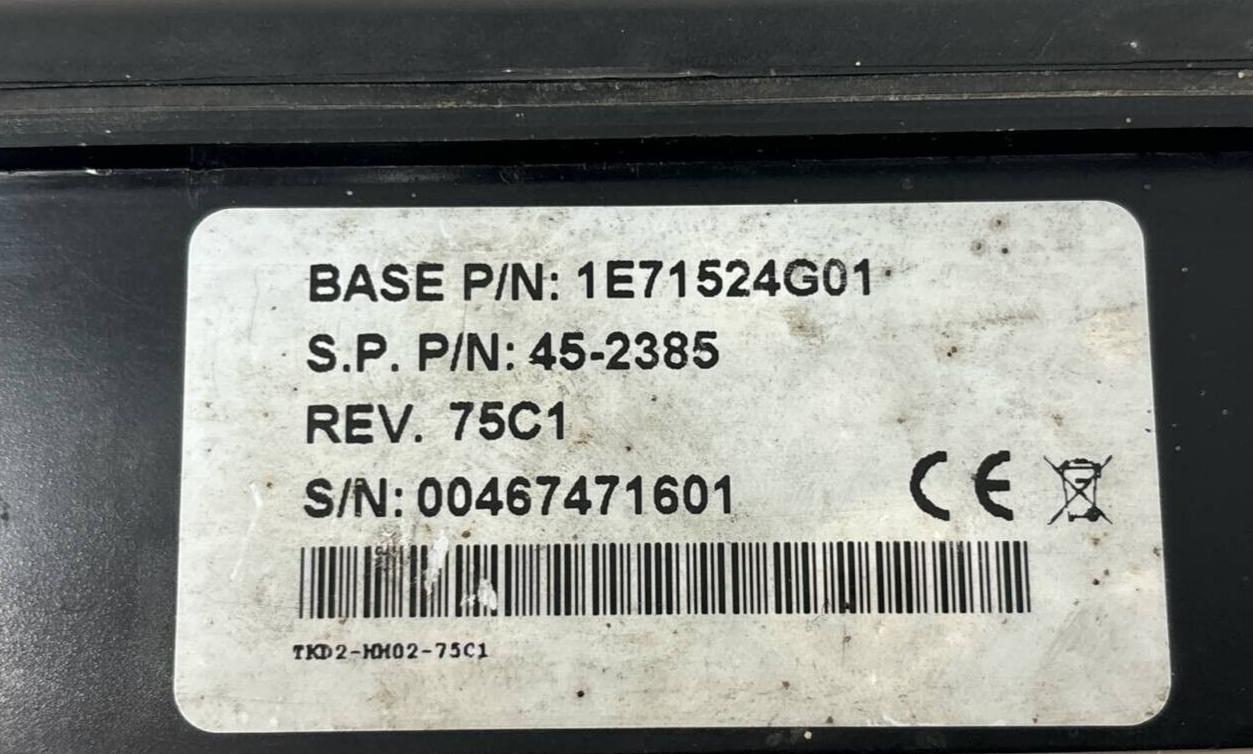 BASE P/N: 1E71524G01
S.P. P/N: 45-2385
REV. 75C1
S/N: 00467471601
CE
TKD2-HH02-75C1